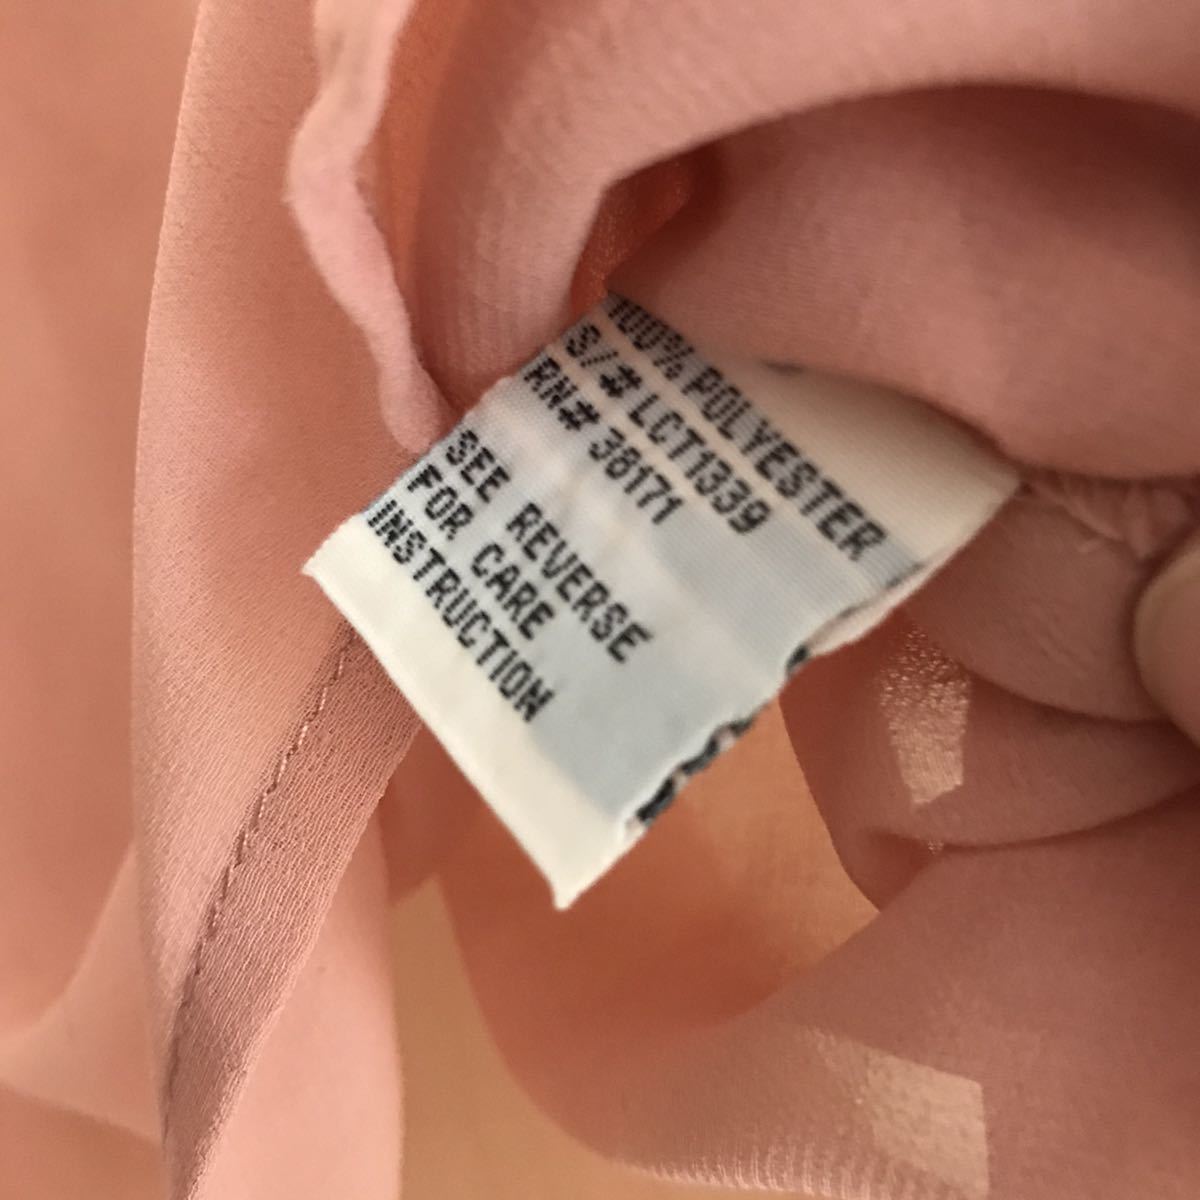 100% POLYESTER
S/# LCT1339
RN# 38171
SEE REVERSE
FOR CARE
INSTRUCTION